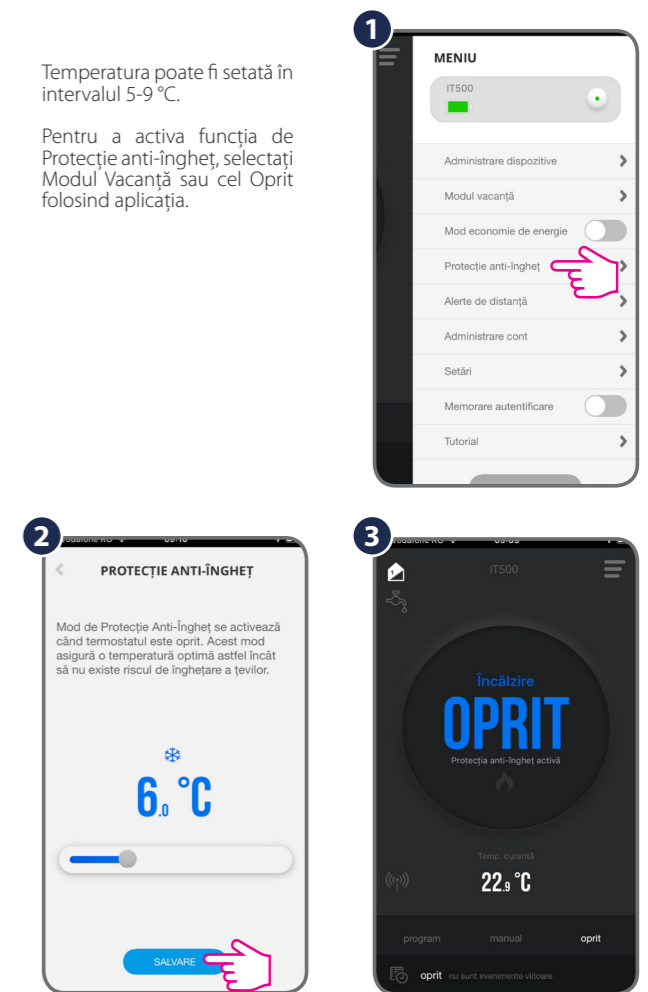 Temperatura poate fi setată în
intervalul 5-9 °C.
Pentru a activa funcția de
Protecție anti-îngheț, selectați
Modul Vacanță sau cel Oprit
folosind aplicația.
1
MENIU
IT500
Administrare dispozitive
Modul vacanță
Mod economie de energie
Protecție anti-îngheț
Alerte de distanță
Administrare cont
Setări
Memorare autentificare
Tutorial
2
PROTECȚIE ANTI-ÎNGHEȚ
Mod de Protecție Anti-Îngheț se activează
când termostatul este oprit. Acest mod
asigură o temperatură optimă astfel încât
să nu existe riscul de înghețare a țevilor.
6.0 °C
SALVARE
3
1
IT500
Încălzire
OPRIT
Protecția anti-îngheț activă
Temp. curentă
22.9 °C
program manual oprit
oprit nu sunt evenimente viitoare